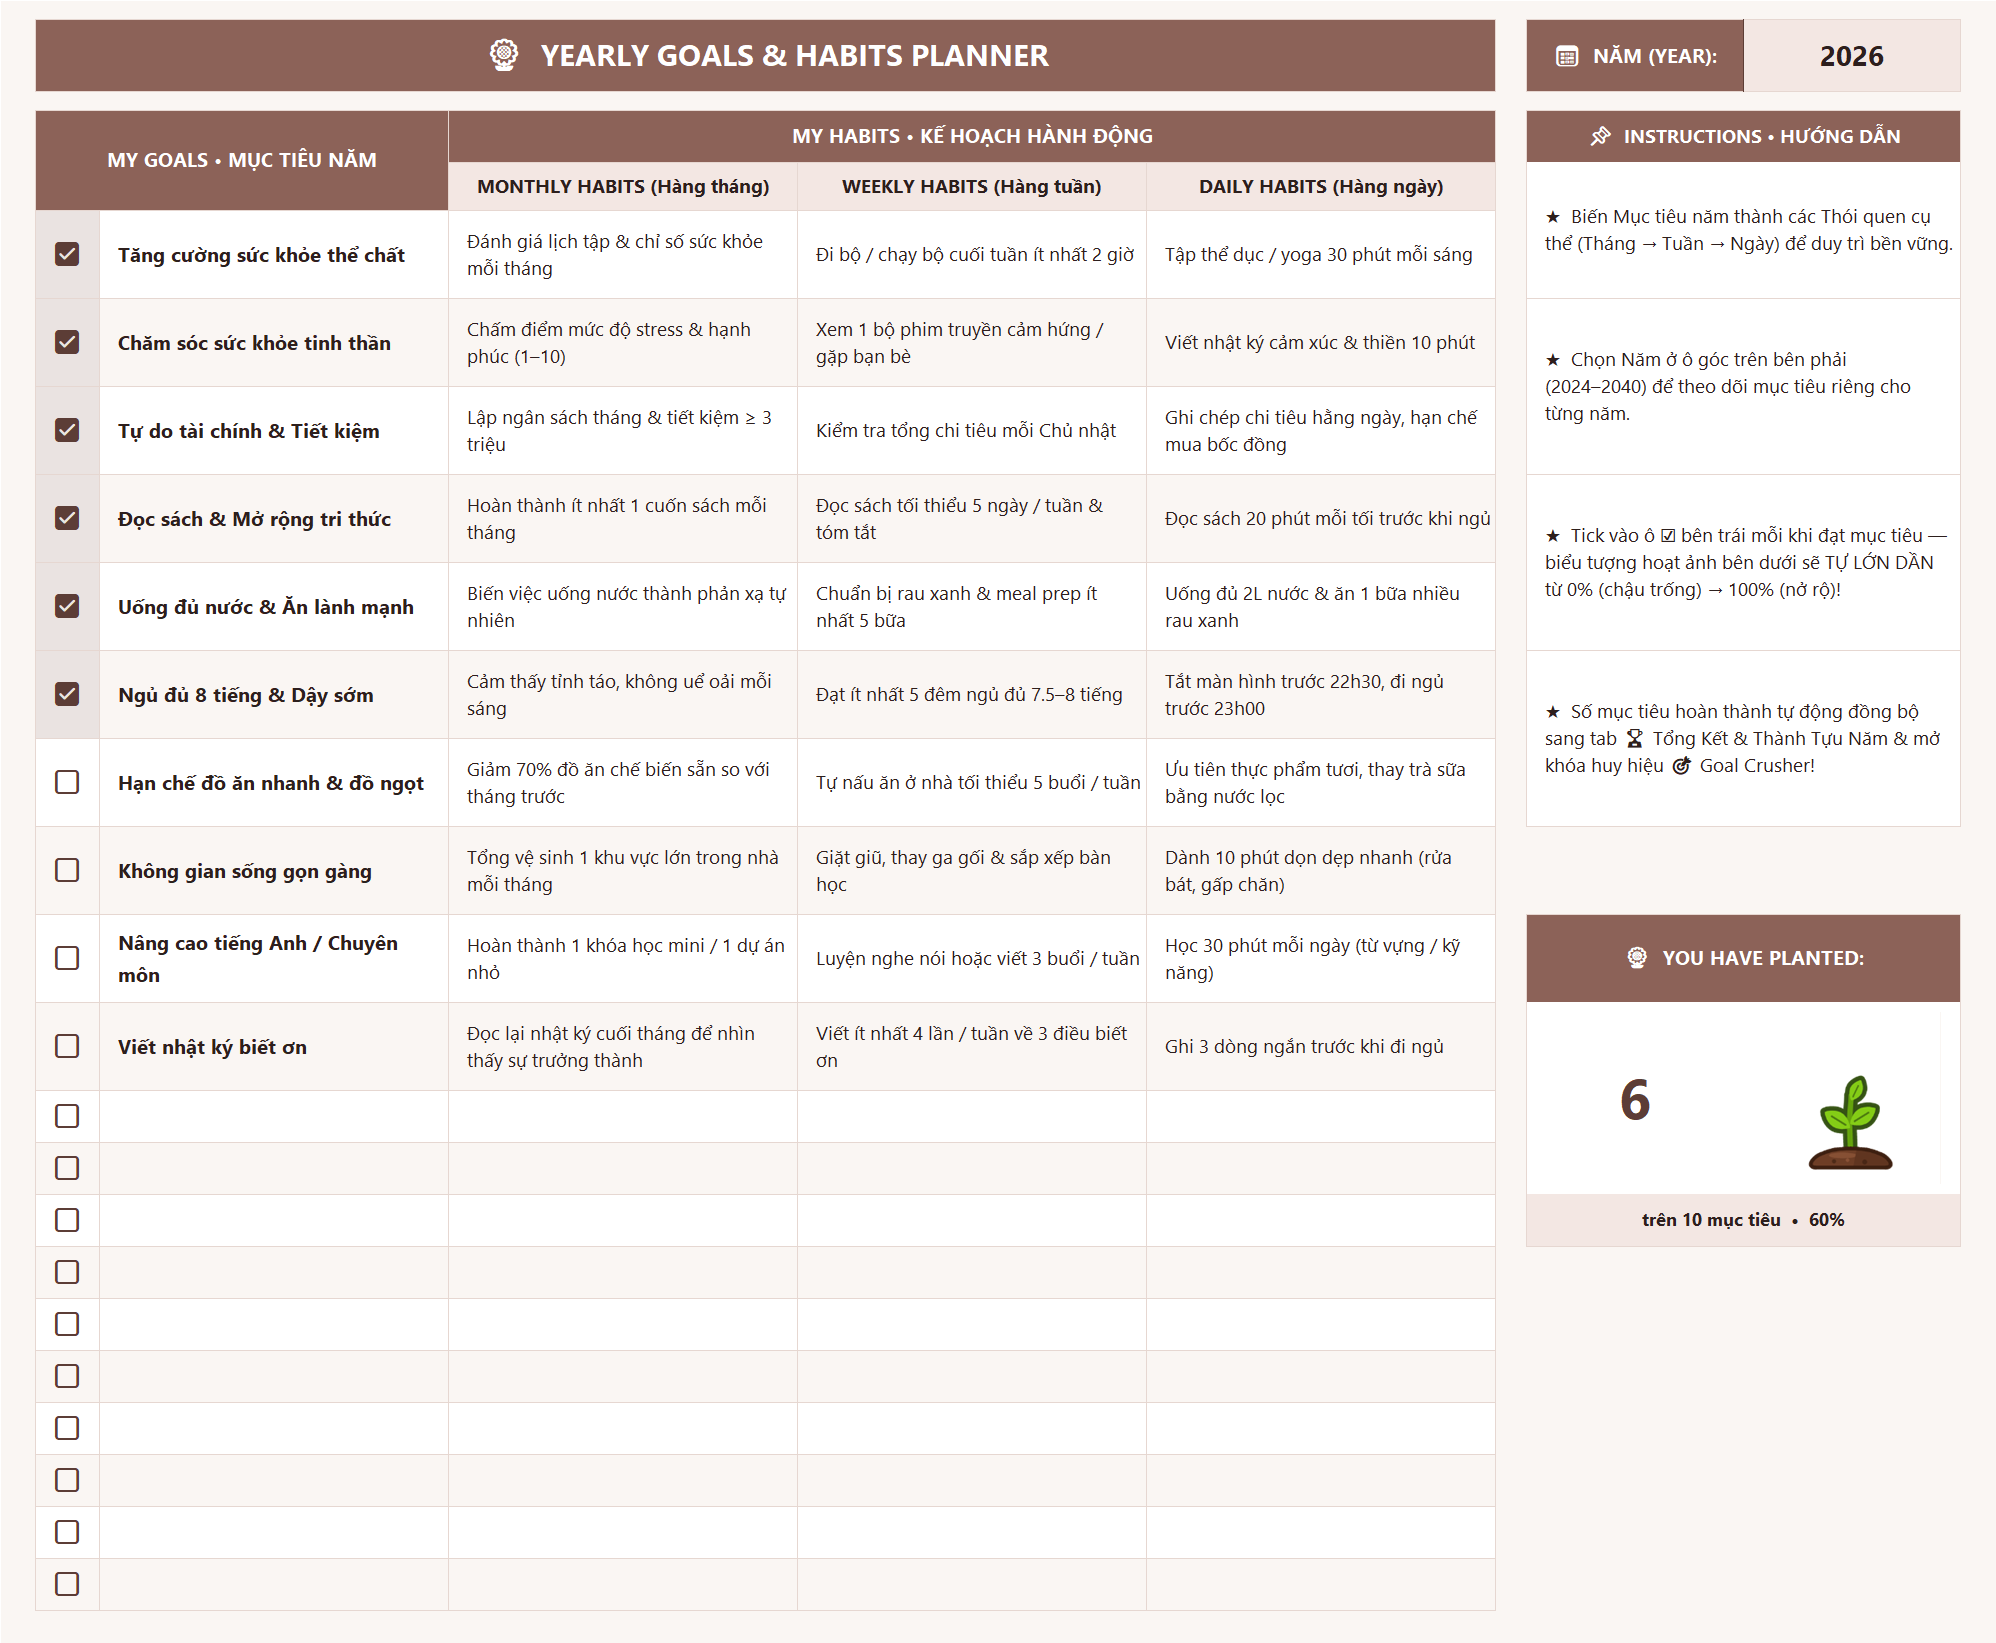 YEARLY GOALS & HABITS PLANNER
NĂM (YEAR):
2026
MY GOALS • MỤC TIÊU NĂM
MY HABITS • KẾ HOẠCH HÀNH ĐỘNG
MONTHLY HABITS (Hàng tháng)
WEEKLY HABITS (Hàng tuần)
DAILY HABITS (Hàng ngày)
Tăng cường sức khỏe thể chất
Đánh giá lịch tập & chỉ số sức khỏe
mỗi tháng
Đi bộ / chạy bộ cuối tuần ít nhất 2 giờ
Tập thể dục / yoga 30 phút mỗi sáng
Chăm sóc sức khỏe tinh thần
Chấm điểm mức độ stress & hạnh
phúc (1–10)
Xem 1 bộ phim truyền cảm hứng /
gặp bạn bè
Viết nhật ký cảm xúc & thiền 10 phút
Tự do tài chính & Tiết kiệm
Lập ngân sách tháng & tiết kiệm ≥ 3
triệu
Kiểm tra tổng chi tiêu mỗi Chủ nhật
Ghi chép chi tiêu hằng ngày, hạn chế
mua bốc đồng
Đọc sách & Mở rộng tri thức
Hoàn thành ít nhất 1 cuốn sách mỗi
tháng
Đọc sách tối thiểu 5 ngày / tuần &
tóm tắt
Đọc sách 20 phút mỗi tối trước khi ngủ
Uống đủ nước & Ăn lành mạnh
Biến việc uống nước thành phản xạ tự
nhiên
Chuẩn bị rau xanh & meal prep ít
nhất 5 bữa
Uống đủ 2L nước & ăn 1 bữa nhiều
rau xanh
Ngủ đủ 8 tiếng & Dậy sớm
Cảm thấy tỉnh táo, không uể oải mỗi
sáng
Đạt ít nhất 5 đêm ngủ đủ 7.5–8 tiếng
Tắt màn hình trước 22h30, đi ngủ
trước 23h00
Hạn chế đồ ăn nhanh & đồ ngọt
Giảm 70% đồ ăn chế biến sẵn so với
tháng trước
Tự nấu ăn ở nhà tối thiểu 5 buổi / tuần
Ưu tiên thực phẩm tươi, thay trà sữa
bằng nước lọc
Không gian sống gọn gàng
Tổng vệ sinh 1 khu vực lớn trong nhà
mỗi tháng
Giặt giũ, thay ga gối & sắp xếp bàn
học
Dành 10 phút dọn dẹp nhanh (rửa
bát, gấp chăn)
Nâng cao tiếng Anh / Chuyên
môn
Hoàn thành 1 khóa học mini / 1 dự án
nhỏ
Luyện nghe nói hoặc viết 3 buổi / tuần
Học 30 phút mỗi ngày (từ vựng / kỹ
năng)
Viết nhật ký biết ơn
Đọc lại nhật ký cuối tháng để nhìn
thấy sự trưởng thành
Viết ít nhất 4 lần / tuần về 3 điều biết
ơn
Ghi 3 dòng ngắn trước khi đi ngủ
INSTRUCTIONS • HƯỚNG DẪN
★ Biến Mục tiêu năm thành các Thói quen cụ
thể (Tháng → Tuần → Ngày) để duy trì bền vững.
★ Chọn Năm ở ô góc trên bên phải
(2024–2040) để theo dõi mục tiêu riêng cho
từng năm.
★ Tick vào ô ☑ bên trái mỗi khi đạt mục tiêu —
biểu tượng hoạt ảnh bên dưới sẽ TỰ LỚN DẦN
từ 0% (chậu trống) → 100% (nở rộ)!
★ Số mục tiêu hoàn thành tự động đồng bộ
sang tab 🏆 Tổng Kết & Thành Tựu Năm & mở
khóa huy hiệu 🎯 Goal Crusher!
YOU HAVE PLANTED:
6
trên 10 mục tiêu • 60%